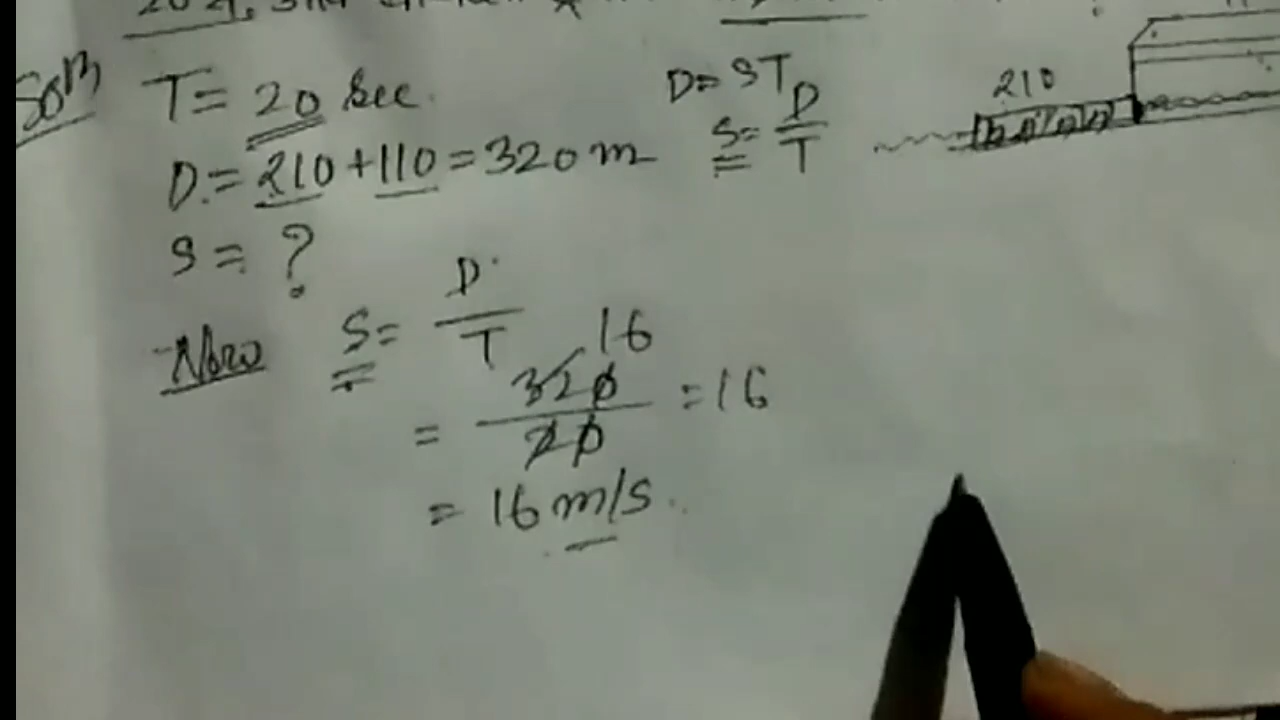 Soln
T = 20 sec.
D = ST
210
D. = 210 + 110 = 320 m
S = D/T
S = ?
Now S = D/T
16
= 320/20 = 16
= 16 m/s.